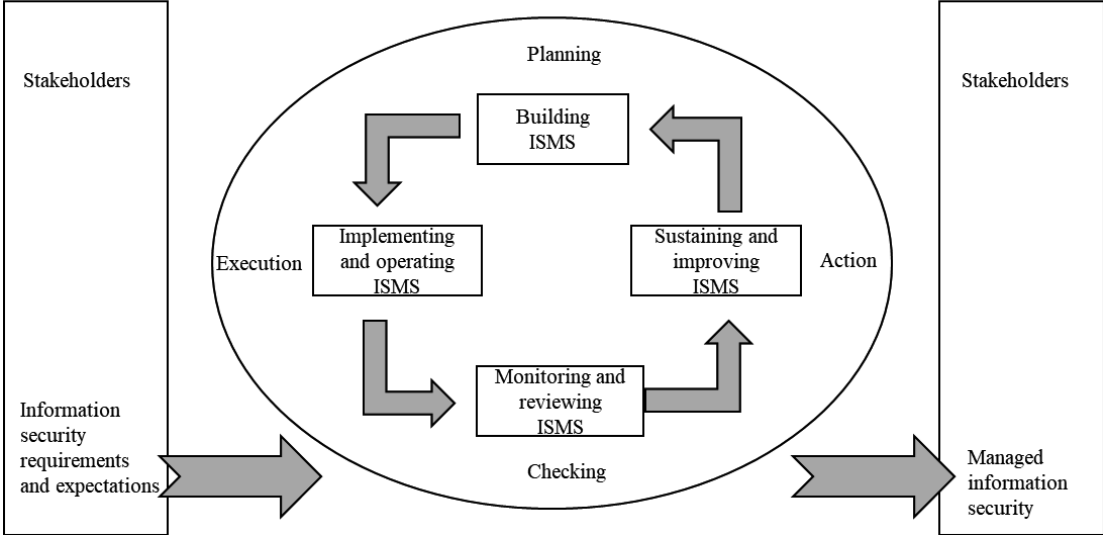 Stakeholders
Information
security
requirements
and expectations
Planning
Building
ISMS
Execution
Implementing
and operating
ISMS
Sustaining and
improving
ISMS
Action
Monitoring and
reviewing
ISMS
Checking
Stakeholders
Managed
information
security